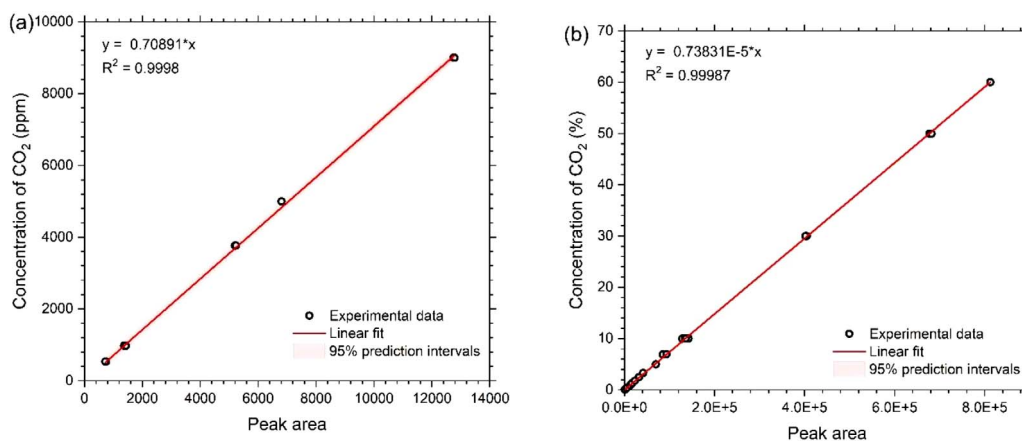 (a)
y = 0.70891*x
R² = 0.9998
Concentration of CO₂ (ppm)
10000
8000
6000
4000
2000
0
Experimental data
Linear fit
95% prediction intervals
0 2000 4000 6000 8000 10000 12000 14000
Peak area
(b)
y = 0.73831E-5*x
R² = 0.99987
Concentration of CO₂ (%)
70
60
50
40
30
20
10
0
Experimental data
Linear fit
95% prediction intervals
0.0E+0 2.0E+5 4.0E+5 6.0E+5 8.0E+5
Peak area